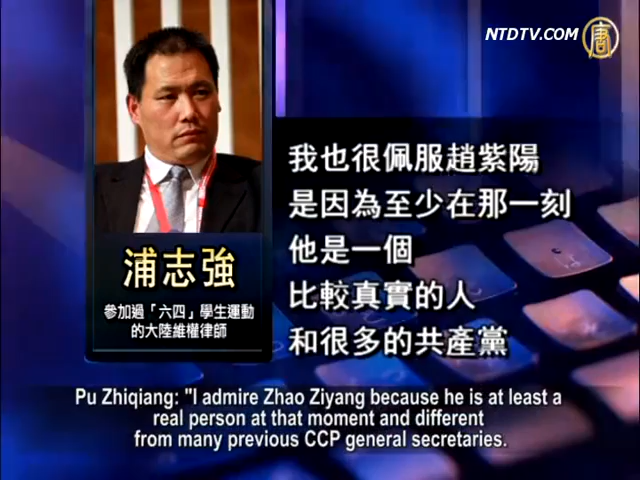 NTDTV.COM
唐
我也很佩服趙紫陽
是因為至少在那一刻
他是一個
比較真實的人
和很多的共產黨
浦志強
參加過「六四」學生運動
的大陸維權律師
Pu Zhiqiang: "I admire Zhao Ziyang because he is at least a
real person at that moment and different
from many previous CCP general secretaries.